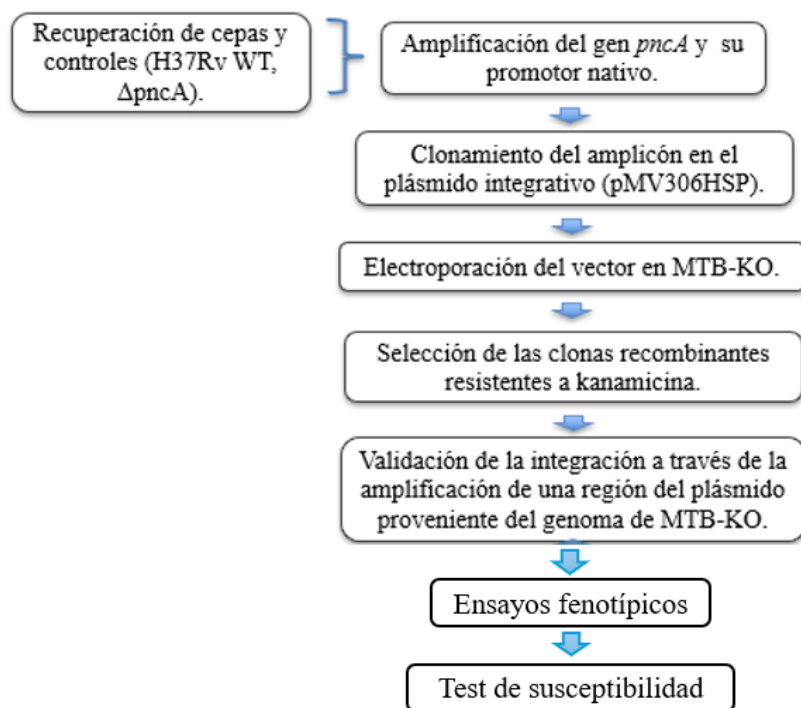 Recuperación de cepas y
controles (H37Rv WT,
ΔpncA).
Amplificación del gen pncA y su
promotor nativo.
Clonamiento del amplicón en el
plásmido integrativo (pMV306HSP).
Electroporación del vector en MTB-KO.
Selección de las clonas recombinantes
resistentes a kanamicina.
Validación de la integración a través de la
amplificación de una región del plásmido
proveniente del genoma de MTB-KO.
Ensayos fenotípicos
Test de susceptibilidad